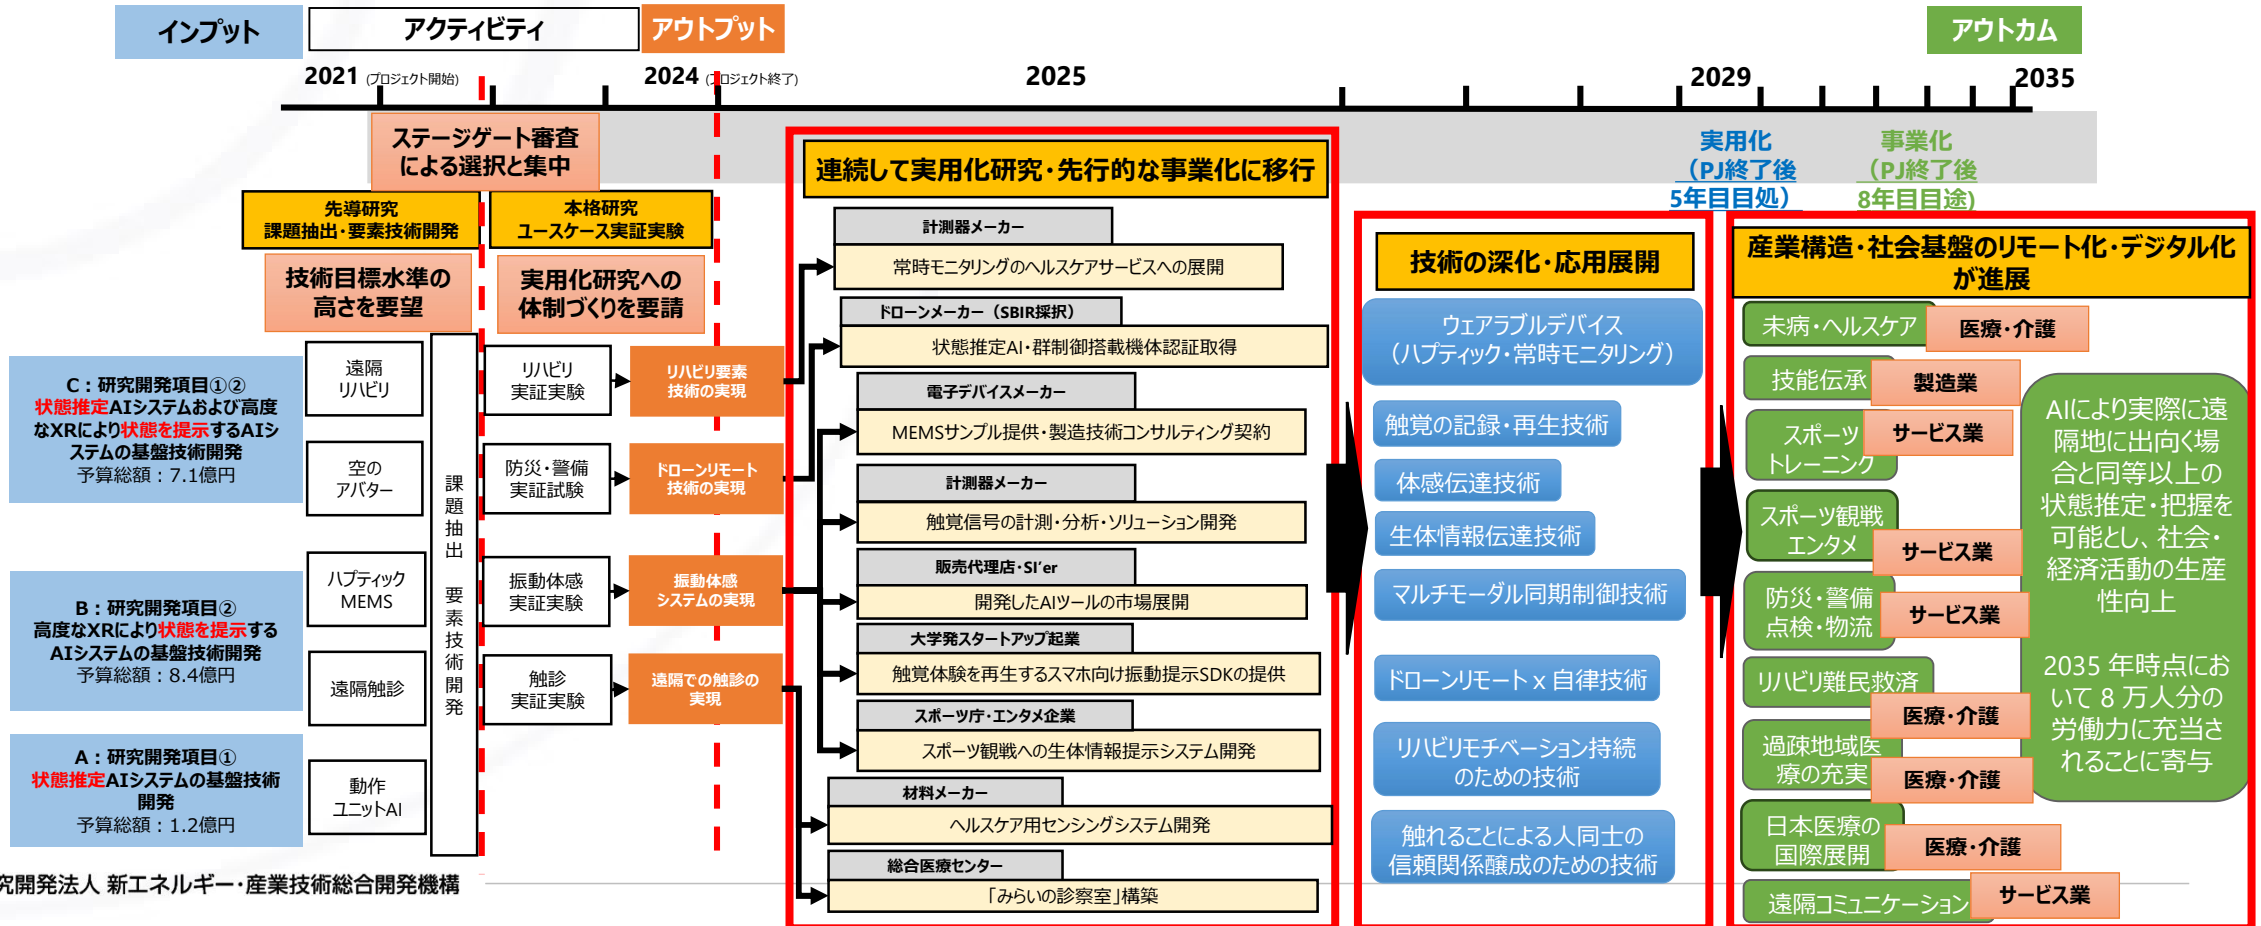 インプット
アクティビティ
アウトプット
アウトカム
2021 (プロジェクト開始)
2024 (プロジェクト終了)
2025
2029
2035
ステージゲート審査
による選択と集中
実用化
（PJ終了後
5年目目処）
事業化
（PJ終了後
8年目目途)
先導研究
課題抽出・要素技術開発
本格研究
ユースケース実証実験
技術目標水準の
高さを要望
実用化研究への
体制づくりを要請
C：研究開発項目①②
状態推定AIシステムおよび高度
なXRにより状態を提示するAIシ
ステムの基盤技術開発
予算総額：7.1億円
B：研究開発項目②
高度なXRにより状態を提示する
AIシステムの基盤技術開発
予算総額：8.4億円
A：研究開発項目①
状態推定AIシステムの基盤技術
開発
予算総額：1.2億円
遠隔
リハビリ
空の
アバター
ハプティック
MEMS
遠隔触診
動作
ユニットAI
課題抽出 要素技術開発
リハビリ
実証実験
防災・警備
実証試験
振動体感
実証実験
触診
実証実験
リハビリ要素
技術の実現
ドローンリモート
技術の実現
振動体感
システムの実現
遠隔での触診の
実現
連続して実用化研究・先行的な事業化に移行
計測器メーカー
常時モニタリングのヘルスケアサービスへの展開
ドローンメーカー（SBIR採択）
状態推定AI・群制御搭載機体認証取得
電子デバイスメーカー
MEMSサンプル提供・製造技術コンサルティング契約
計測器メーカー
触覚信号の計測・分析・ソリューション開発
販売代理店・SI'er
開発したAIツールの市場展開
大学発スタートアップ起業
触覚体験を再生するスマホ向け振動提示SDKの提供
スポーツ庁・エンタメ企業
スポーツ観戦への生体情報提示システム開発
材料メーカー
ヘルスケア用センシングシステム開発
総合医療センター
「みらいの診察室」構築
技術の深化・応用展開
ウェアラブルデバイス
（ハプティック・常時モニタリング）
触覚の記録・再生技術
体感伝達技術
生体情報伝達技術
マルチモーダル同期制御技術
ドローンリモート x 自律技術
リハビリモチベーション持続
のための技術
触れることによる人同士の
信頼関係醸成のための技術
産業構造・社会基盤のリモート化・デジタル化
が進展
未病・ヘルスケア
医療・介護
技能伝承
製造業
スポーツ
トレーニング
サービス業
スポーツ観戦
エンタメ
サービス業
防災・警備
点検・物流
サービス業
リハビリ難民救済
医療・介護
過疎地域医
療の充実
医療・介護
日本医療の
国際展開
医療・介護
遠隔コミュニケーション
サービス業
AIにより実際に遠
隔地に出向く場
合と同等以上の
状態推定・把握を
可能とし、社会・
経済活動の生産
性向上
2035 年時点にお
いて 8 万人分の
労働力に充当さ
れることに寄与
究開発法人 新エネルギー・産業技術総合開発機構